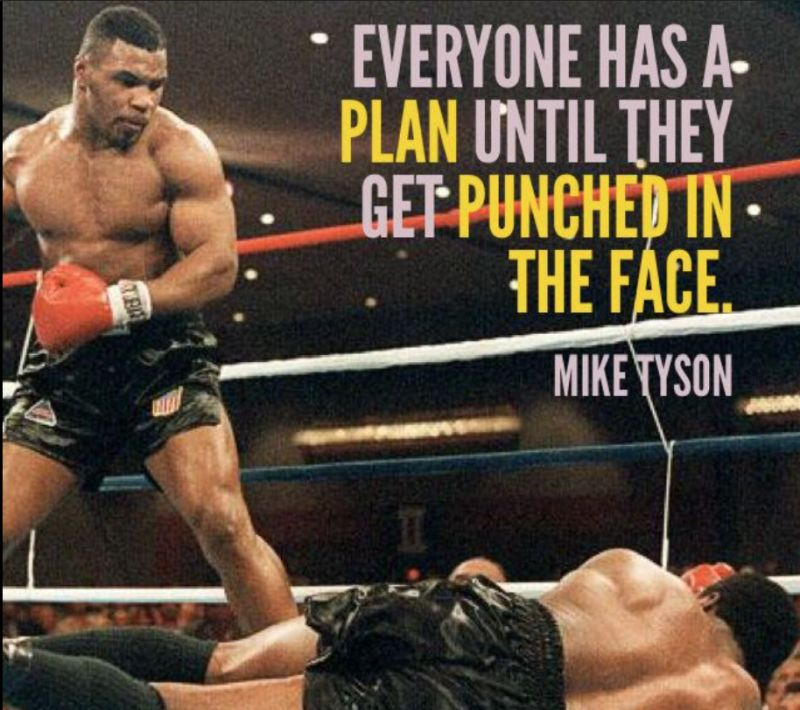 EVERYONE HAS A
PLAN UNTIL THEY
GET PUNCHED IN
THE FACE.
MIKE TYSON